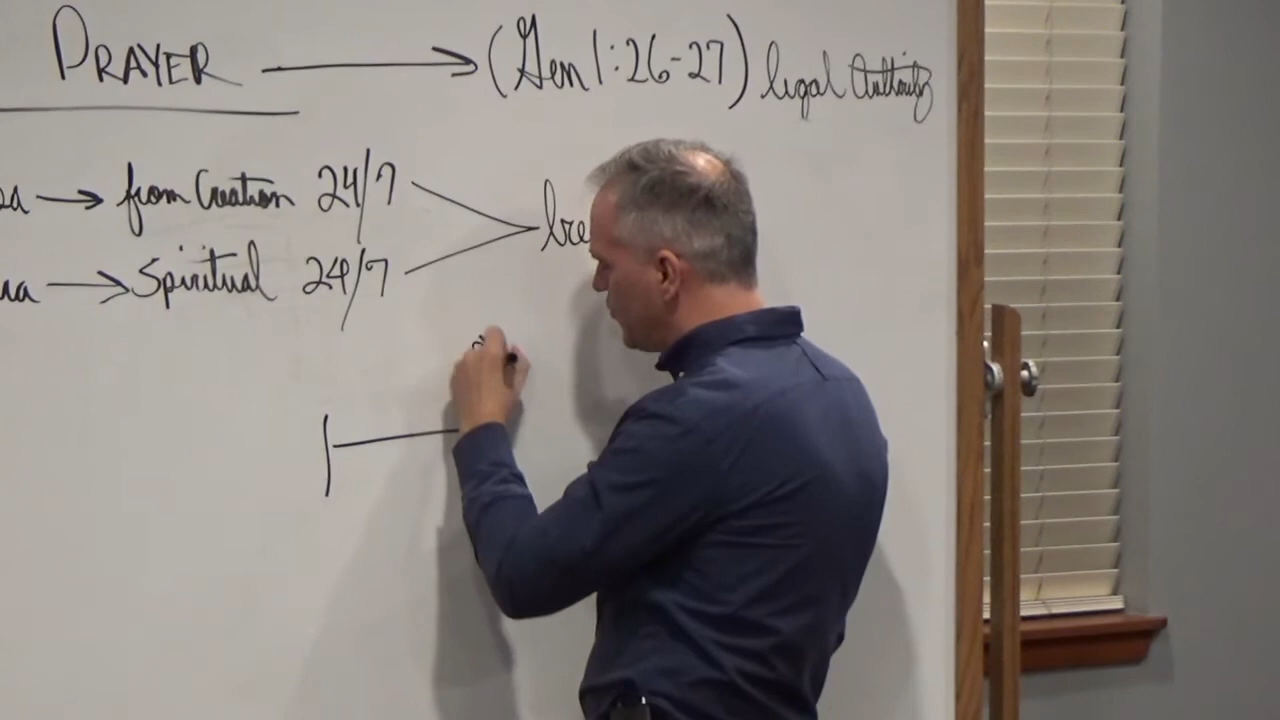 PRAYER → (Gen 1:26-27) legal Authority
→ from Creation 24/7
→ Spiritual 24/7